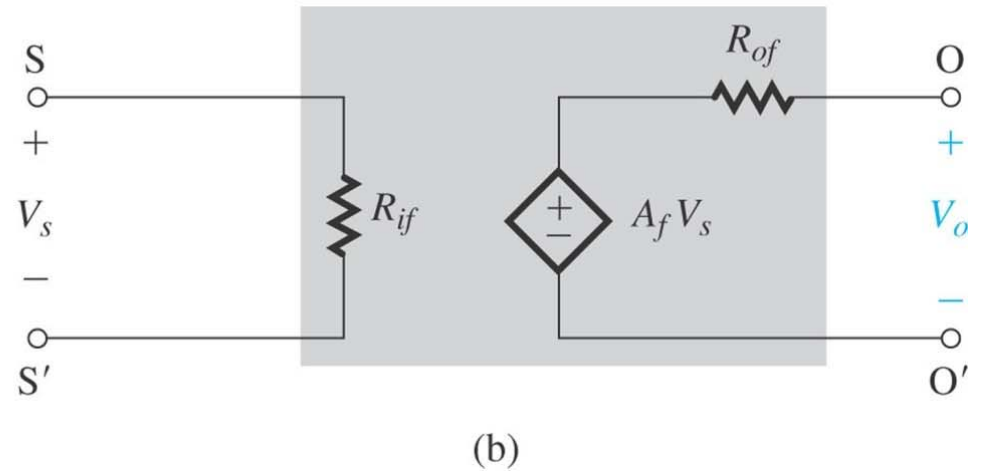 S
+
V_s
−
S′
R_if
+
−
A_f V_s
R_of
O
+
V_o
−
O′
(b)